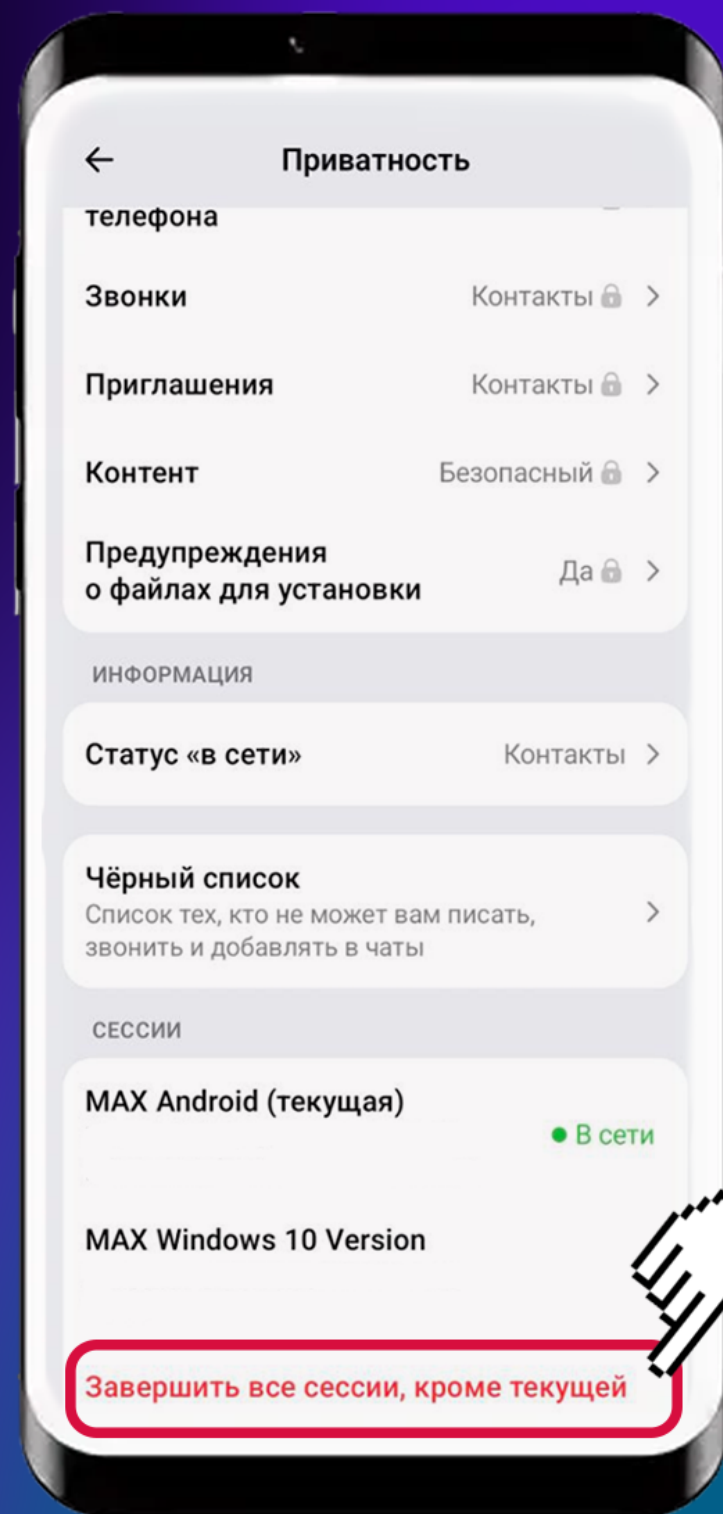 Приватность
телефона
Звонки Контакты
Приглашения Контакты
Контент Безопасный
Предупреждения
о файлах для установки Да
ИНФОРМАЦИЯ
Статус «в сети» Контакты
Чёрный список
Список тех, кто не может вам писать,
звонить и добавлять в чаты
СЕССИИ
MAX Android (текущая)
В сети
MAX Windows 10 Version
Завершить все сессии, кроме текущей